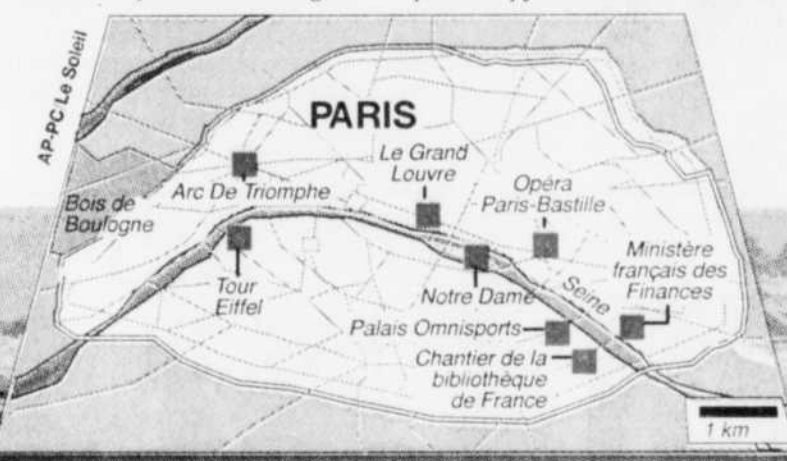 AP-PC Le Soleil
PARIS
Arc De Triomphe
Bois de
Boulogne
Le Grand
Louvre
Opéra
Paris-Bastille
Tour
Eiffel
Notre Dame
Seine
Ministère
français des
Finances
Palais Omnisports
Chantier de la
bibliothèque
de France
1 km